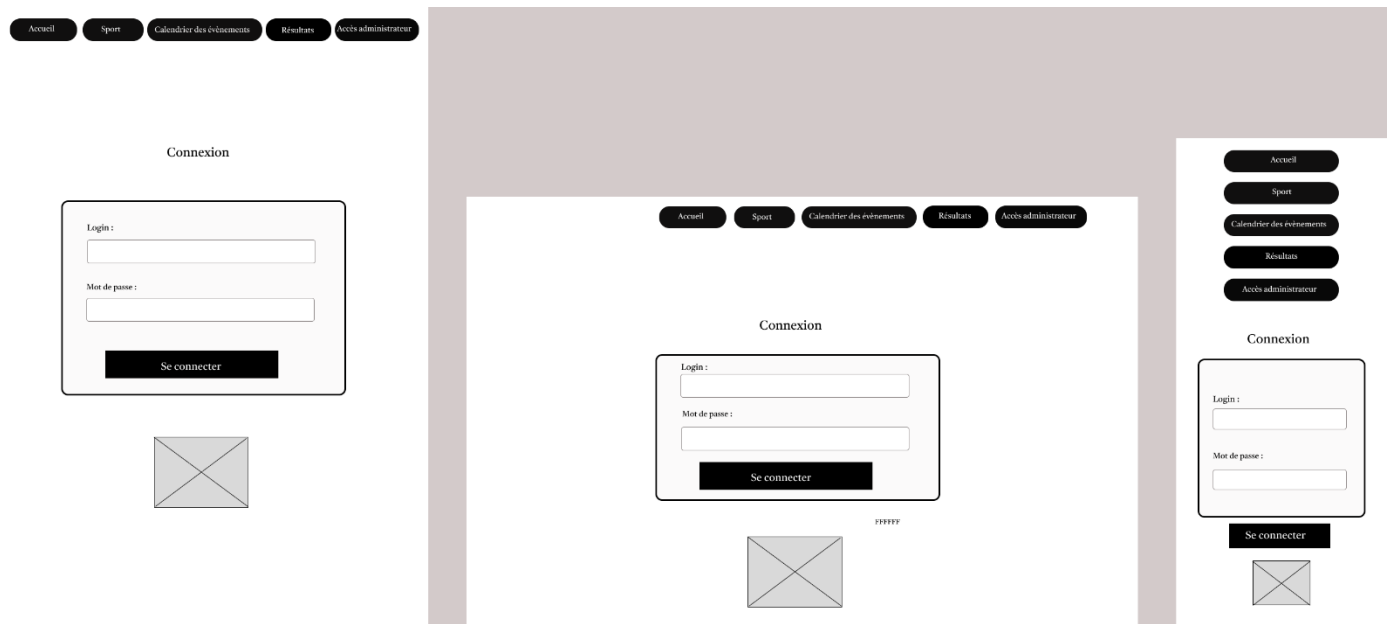 Accueil
Sport
Calendrier des évènements
Résultats
Accès administrateur
Connexion
Login :
Mot de passe :
Se connecter
Accueil
Sport
Calendrier des évènements
Résultats
Accès administrateur
Connexion
Login :
Mot de passe :
Se connecter
FFFFFF
Accueil
Sport
Calendrier des évènements
Résultats
Accès administrateur
Connexion
Login :
Mot de passe :
Se connecter